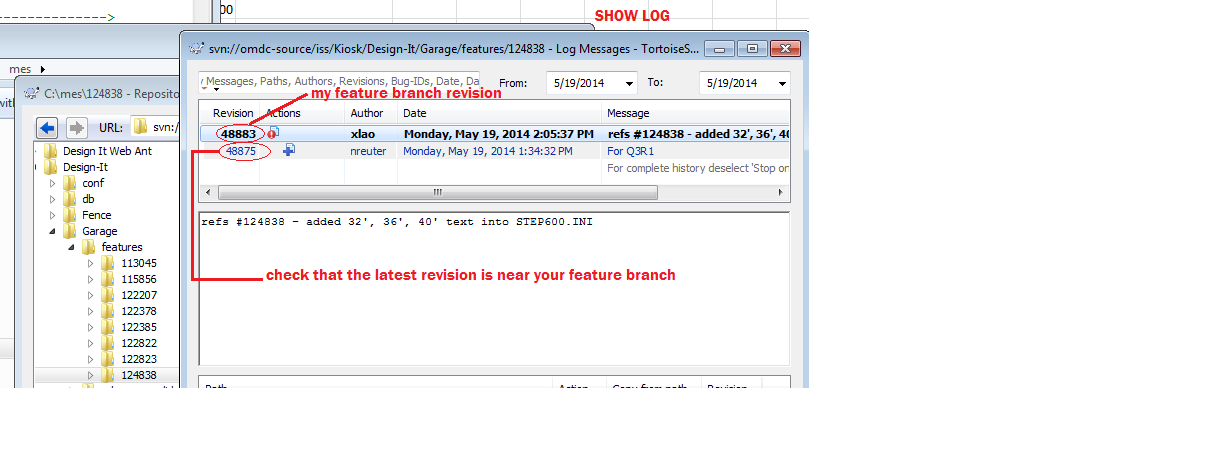 -------------->
00
SHOW LOG
svn://omdc-source/iss/Kiosk/Design-It/Garage/features/124838 - Log Messages - TortoiseS...
mes
C:\mes\124838 - Reposito
with
URL: svn:/
Messages, Paths, Authors, Revisions, Bug-IDs, Date, Da
From: 5/19/2014 To: 5/19/2014
my feature branch revision
Revision Actions Author Date Message
48883 xlao Monday, May 19, 2014 2:05:37 PM refs #124838 - added 32', 36', 40
48875 nreuter Monday, May 19, 2014 1:34:32 PM For Q3R1
For complete history deselect 'Stop on
Design It Web Ant
Design-It
conf
db
Fence
Garage
features
113045
115856
122207
122378
122385
122822
122823
124838
refs #124838 - added 32', 36', 40' text into STEP600.INI
check that the latest revision is near your feature branch
Path Action Copy from path Revision